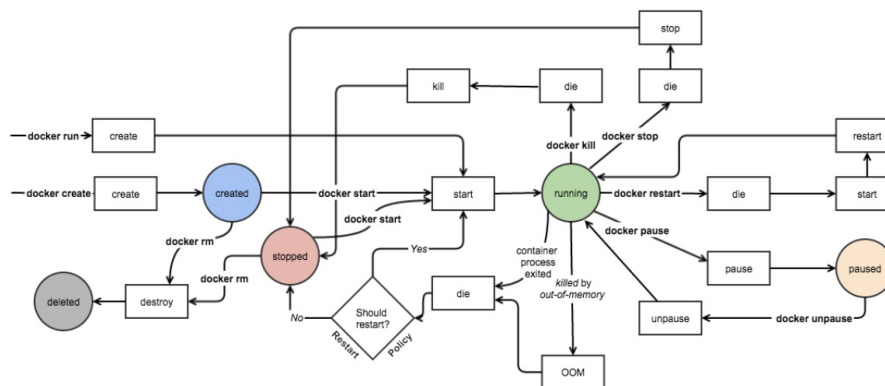 stop
kill
die
die
docker run
create
docker kill
docker stop
restart
docker create
create
created
docker start
start
running
docker restart
die
start
docker start
docker rm
docker pause
stopped
Yes
container
process
exited
pause
paused
docker rm
killed by
out-of-memory
deleted
destroy
die
unpause
docker unpause
No
Should
restart?
Restart
Policy
OOM